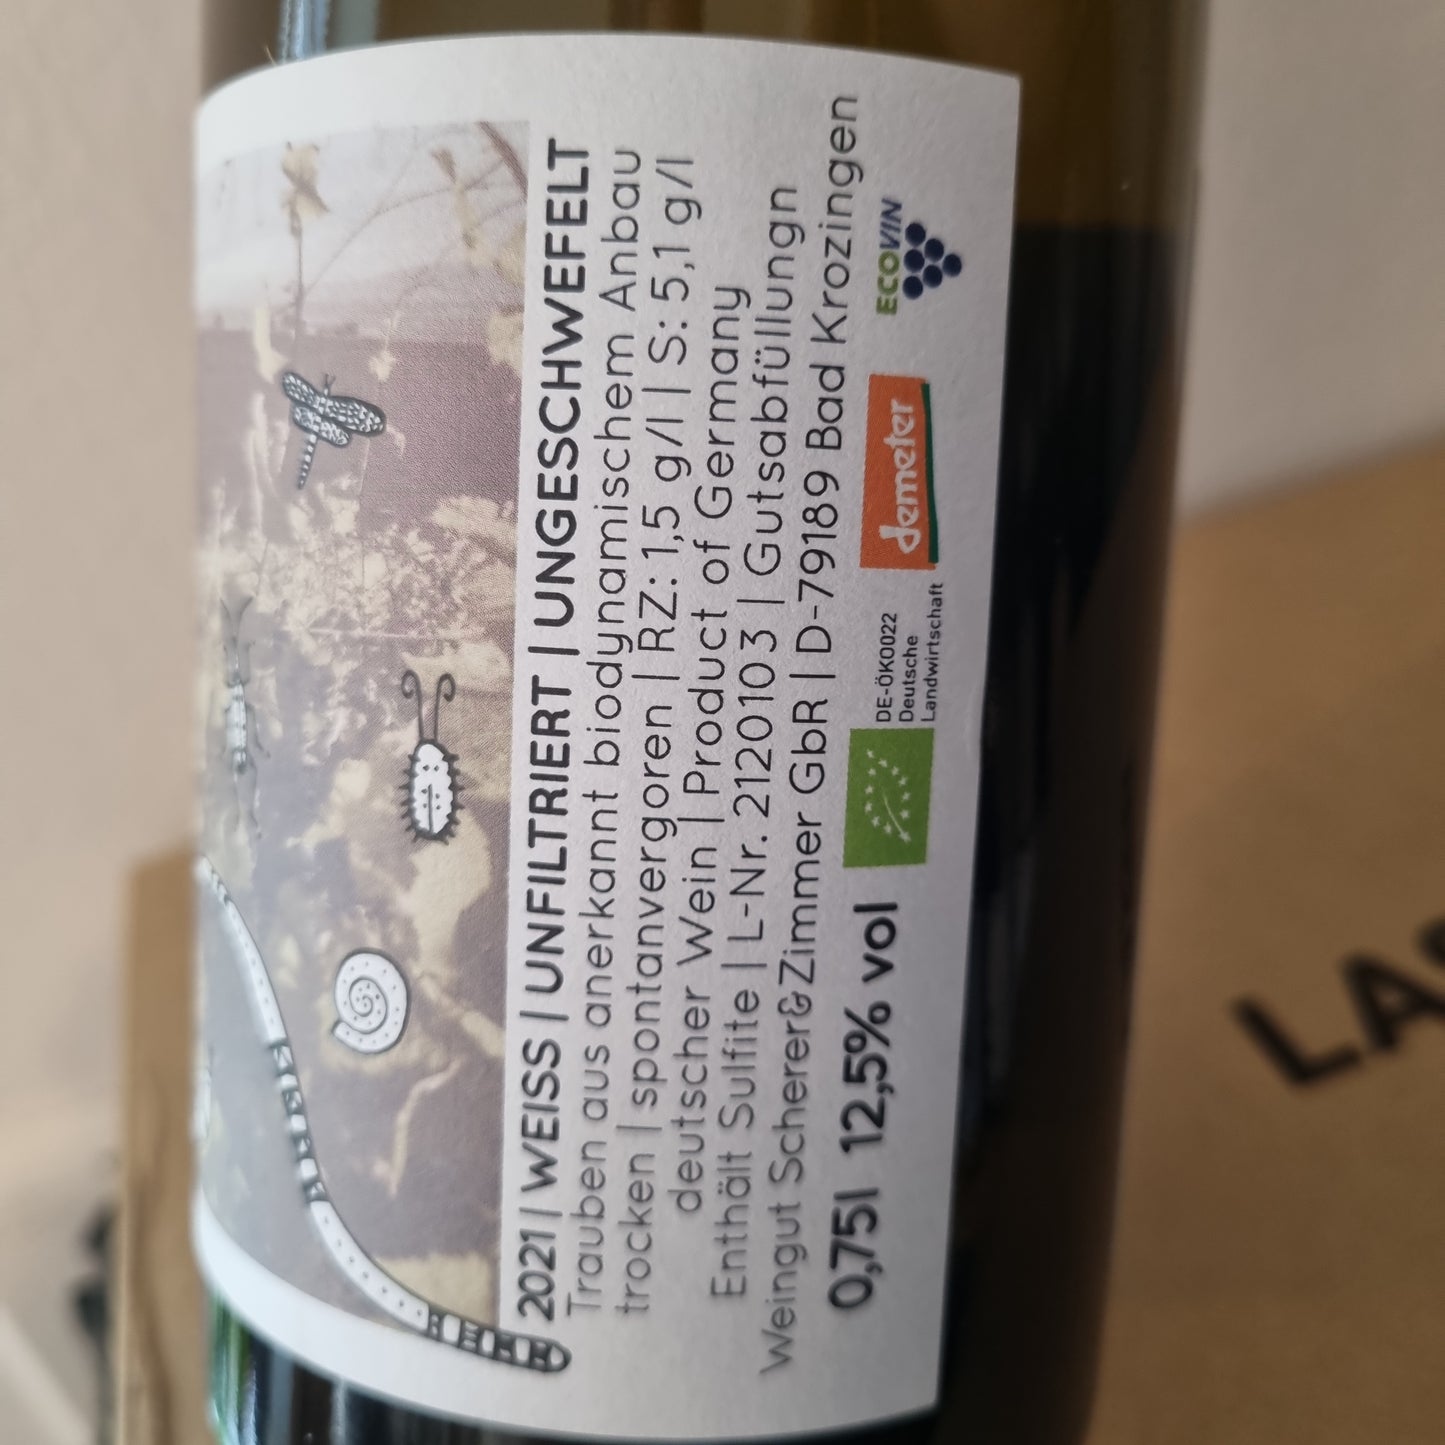 2021 | WEISS | UNFILTRIERT | UNGESCHWEFELT
Trauben aus anerkannt biodynamischem Anbau
trocken | spontanvergoren | RZ: 1,5 g/l | S: 5,1 g/l
deutscher Wein | Product of Germany
Enthält Sulfite | L-Nr. 2120103 | Gutsabfüllungn
Weingut Scherer&Zimmer GbR | D-79189 Bad Krozingen
0,75l 12,5% vol
DE-ÖKO022
Deutsche
Landwirtschaft
demeter
ECOVIN